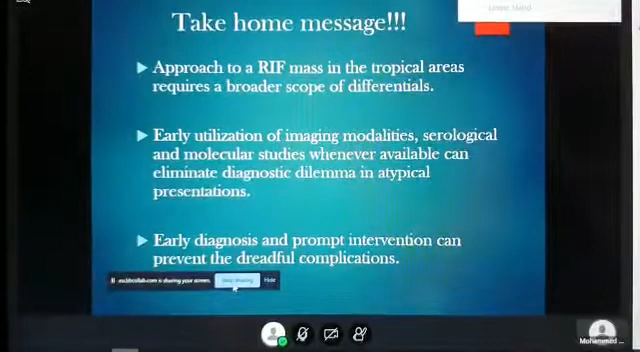 Take home message!!!
Approach to a RIF mass in the tropical areas
requires a broader scope of differentials.
Early utilization of imaging modalities, serological
and molecular studies whenever available can
eliminate diagnostic dilemma in atypical
presentations.
Early diagnosis and prompt intervention can
prevent the dreadful complications.
is sharing your screen.
Stop sharing
Hide
Mohammed ...